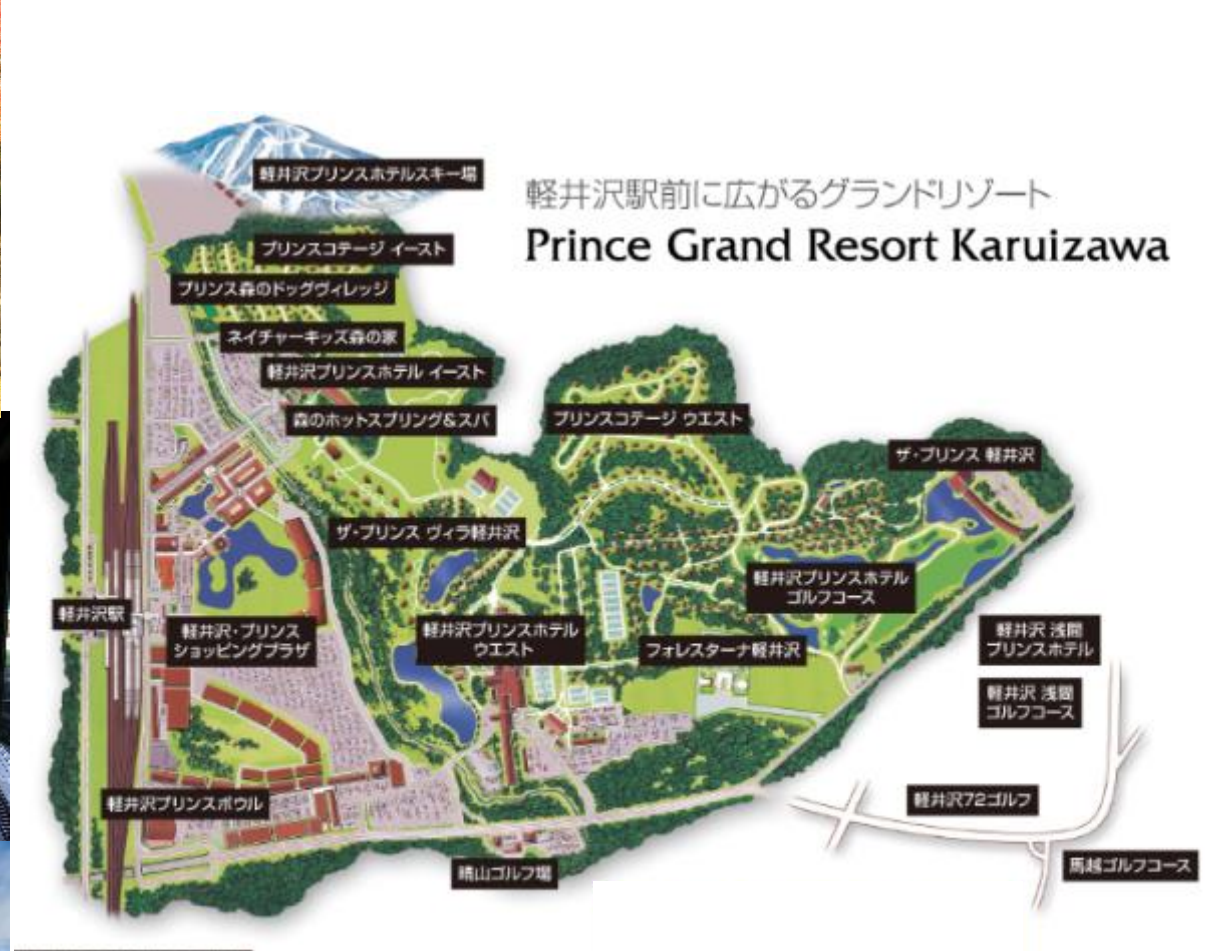 軽井沢プリンスホテルスキー場
軽井沢駅前に広がるグランドリゾート
Prince Grand Resort Karuizawa
プリンスコテージ イースト
プリンス森のドッグヴィレッジ
ネイチャーキッズ森の家
軽井沢プリンスホテル イースト
森のホットスプリング&スパ
プリンスコテージ ウエスト
ザ・プリンス 軽井沢
ザ・プリンス ヴィラ軽井沢
軽井沢プリンスホテル
ゴルフコース
軽井沢駅
軽井沢・プリンス
ショッピングプラザ
軽井沢プリンスホテル
ウエスト
フォレスターナ軽井沢
軽井沢 浅間
プリンスホテル
軽井沢 浅間
ゴルフコース
軽井沢プリンスボウル
軽井沢72ゴルフ
晴山ゴルフ場
馬越ゴルフコース